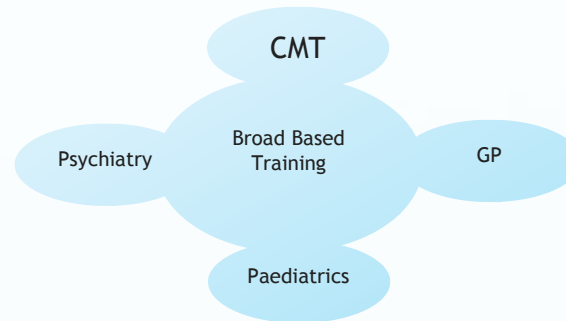 CMT
Psychiatry
Broad Based
Training
GP
Paediatrics